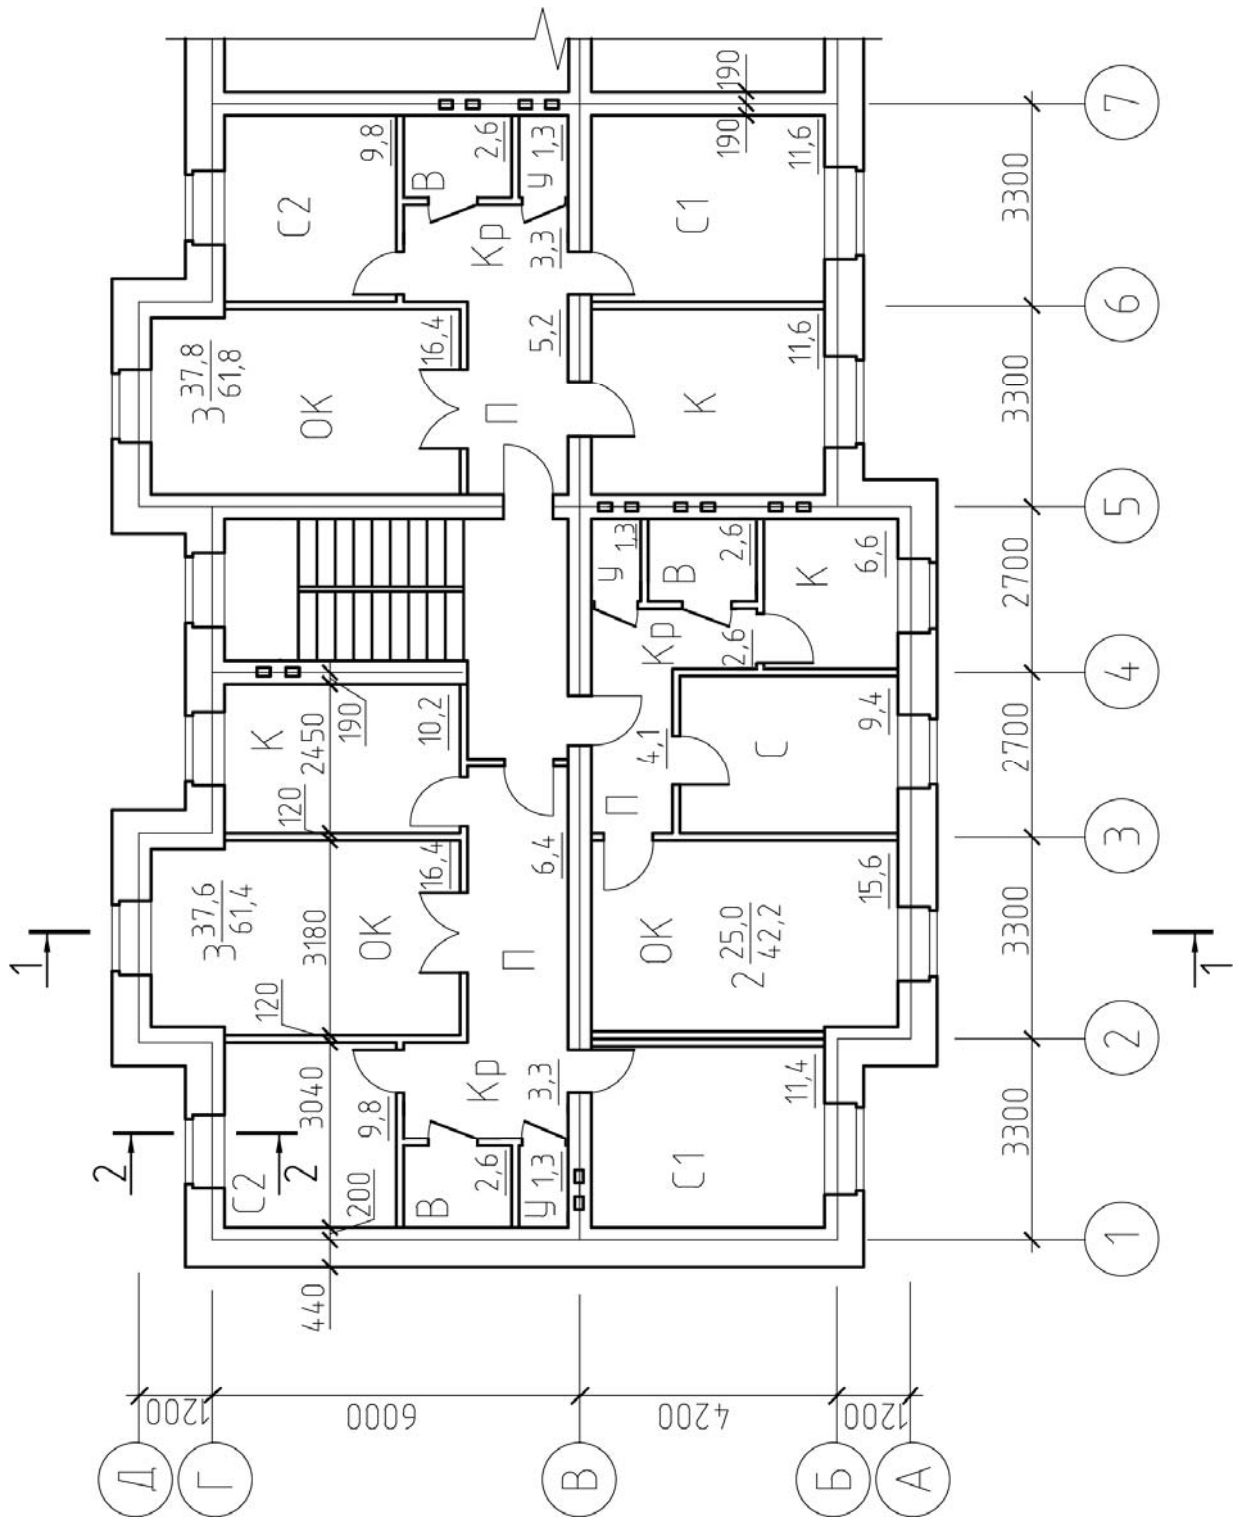 190
190
7
3300
6
3300
5
2700
4
2700
3
3300
2
3300
1
С2
9,8
В
2,6
У
1,3
Кр
3,3
С1
11,6
3 37,8
61,8
ОК
16,4
П
5,2
К
11,6
У
1,3
В
2,6
К
6,6
Кр
2,6
К
10,2
190
2450
120
П
4,1
С
9,4
3 37,6
61,4
ОК
16,4
3180
120
П
6,4
ОК
15,6
2 25,0
42,2
1
1
3040
С2
9,8
200
440
2
2
В
2,6
У
1,3
Кр
3,3
С1
11,4
Д
1200
Г
6000
В
4200
Б
1200
А